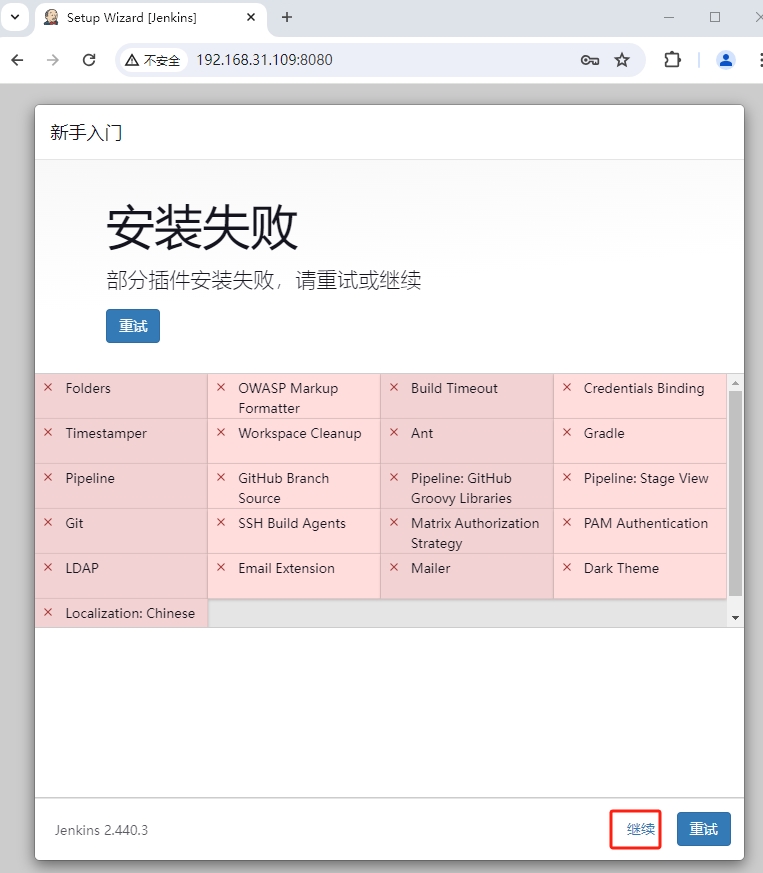 Setup Wizard [Jenkins]
不安全
192.168.31.109:8080
新手入门
安装失败
部分插件安装失败，请重试或继续
重试
Folders
OWASP Markup
Formatter
Build Timeout
Credentials Binding
Timestamper
Workspace Cleanup
Ant
Gradle
Pipeline
GitHub Branch
Source
Pipeline: GitHub
Groovy Libraries
Pipeline: Stage View
Git
SSH Build Agents
Matrix Authorization
Strategy
PAM Authentication
LDAP
Email Extension
Mailer
Dark Theme
Localization: Chinese
Jenkins 2.440.3
继续
重试